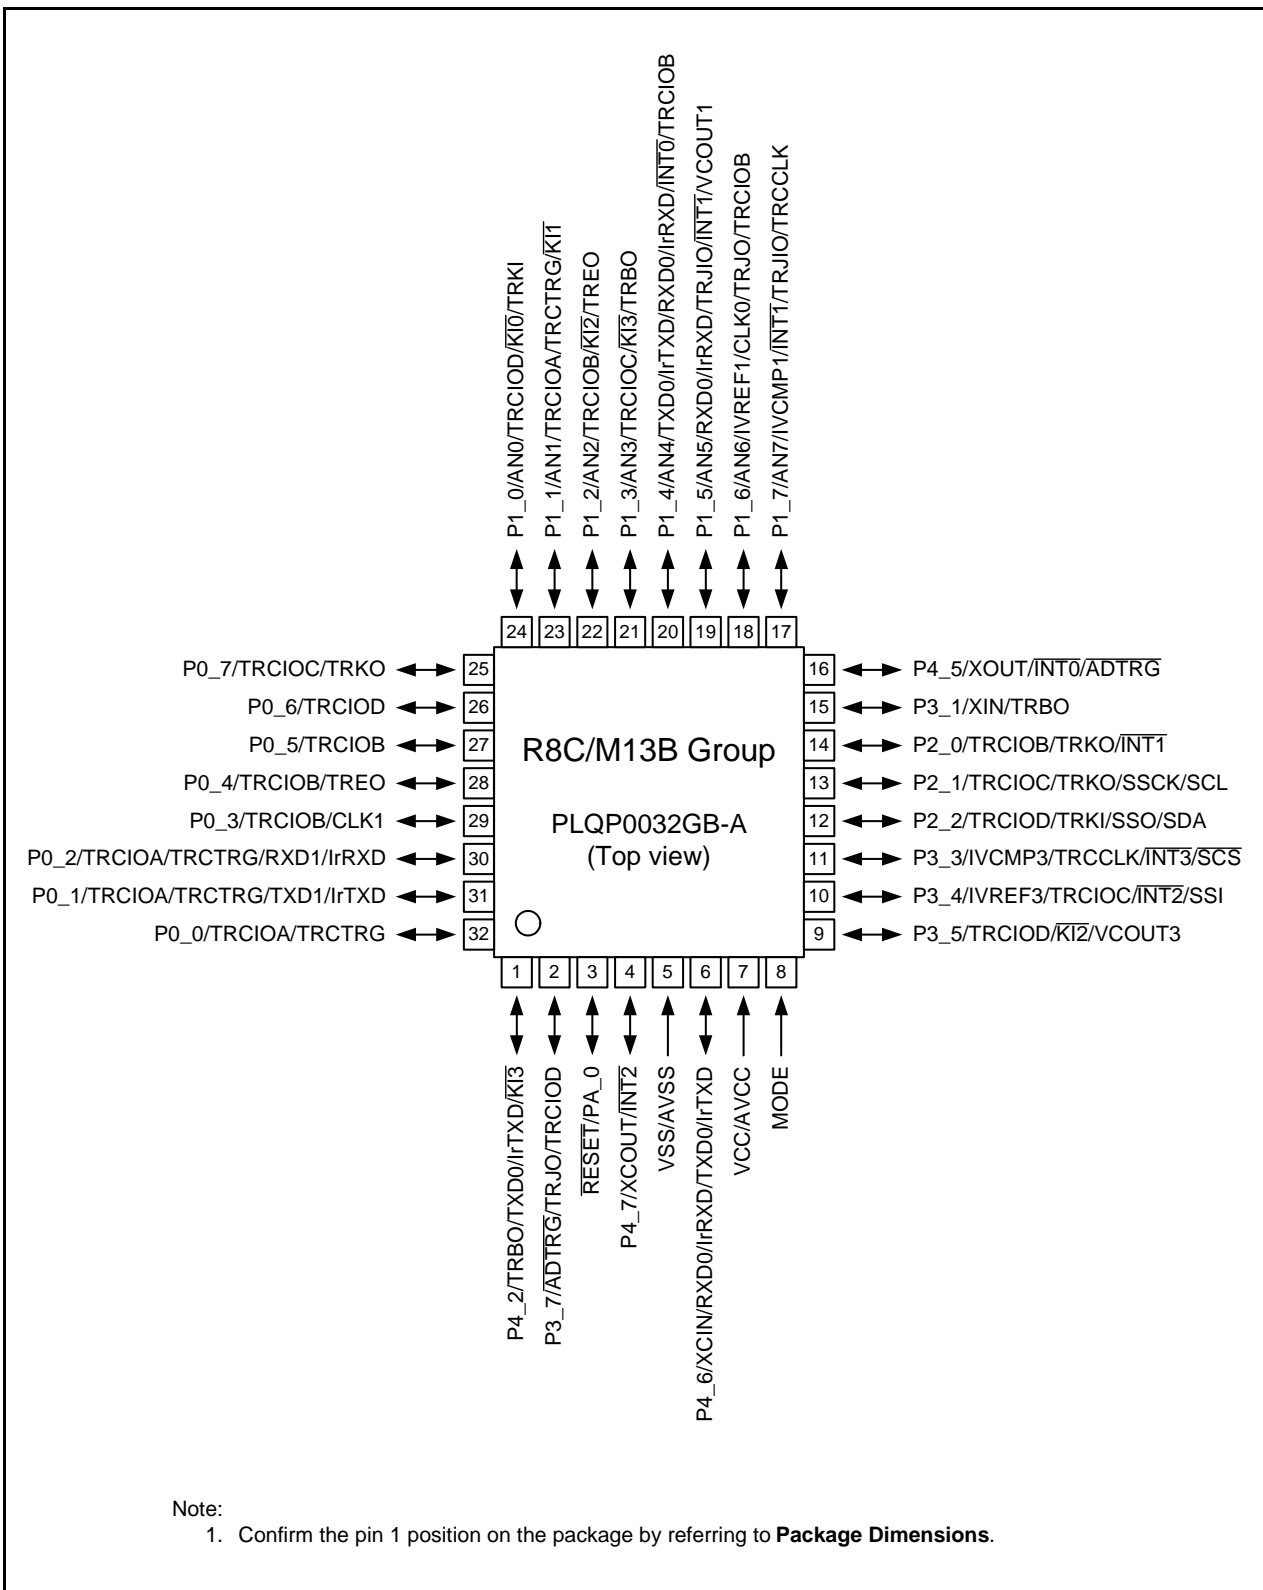 P1_0/AN0/TRCIOD/KI0/TRKI
P1_1/AN1/TRCIOA/TRCTRG/KI1
P1_2/AN2/TRCIOB/KI2/TREO
P1_3/AN3/TRCIOC/KI3/TRBO
P1_4/AN4/TXD0/IrTXD/RXD0/IrRXD/INT0/TRCIOB
P1_5/AN5/RXD0/IrRXD/TRJIO/INT1/VCOUT1
P1_6/AN6/IVREF1/CLK0/TRJO/TRCIOB
P1_7/AN7/IVCMP1/INT1/TRJIO/TRCCLK
24 23 22 21 20 19 18 17
P0_7/TRCIOC/TRKO 25
P0_6/TRCIOD 26
P0_5/TRCIOB 27
P0_4/TRCIOB/TREO 28
P0_3/TRCIOB/CLK1 29
P0_2/TRCIOA/TRCTRG/RXD1/IrRXD 30
P0_1/TRCIOA/TRCTRG/TXD1/IrTXD 31
P0_0/TRCIOA/TRCTRG 32
R8C/M13B Group
PLQP0032GB-A
(Top view)
16 P4_5/XOUT/INT0/ADTRG
15 P3_1/XIN/TRBO
14 P2_0/TRCIOB/TRKO/INT1
13 P2_1/TRCIOC/TRKO/SSCK/SCL
12 P2_2/TRCIOD/TRKI/SSO/SDA
11 P3_3/IVCMP3/TRCCLK/INT3/SCS
10 P3_4/IVREF3/TRCIOC/INT2/SSI
9 P3_5/TRCIOD/KI2/VCOUT3
1 2 3 4 5 6 7 8
P4_2/TRBO/TXD0/IrTXD/KI3
P3_7/ADTRG/TRJO/TRCIOD
RESET/PA_0
P4_7/XCOUT/INT2
VSS/AVSS
P4_6/XCIN/RXD0/IrRXD/TXD0/IrTXD
VCC/AVCC
MODE
Note:
1. Confirm the pin 1 position on the package by referring to Package Dimensions.